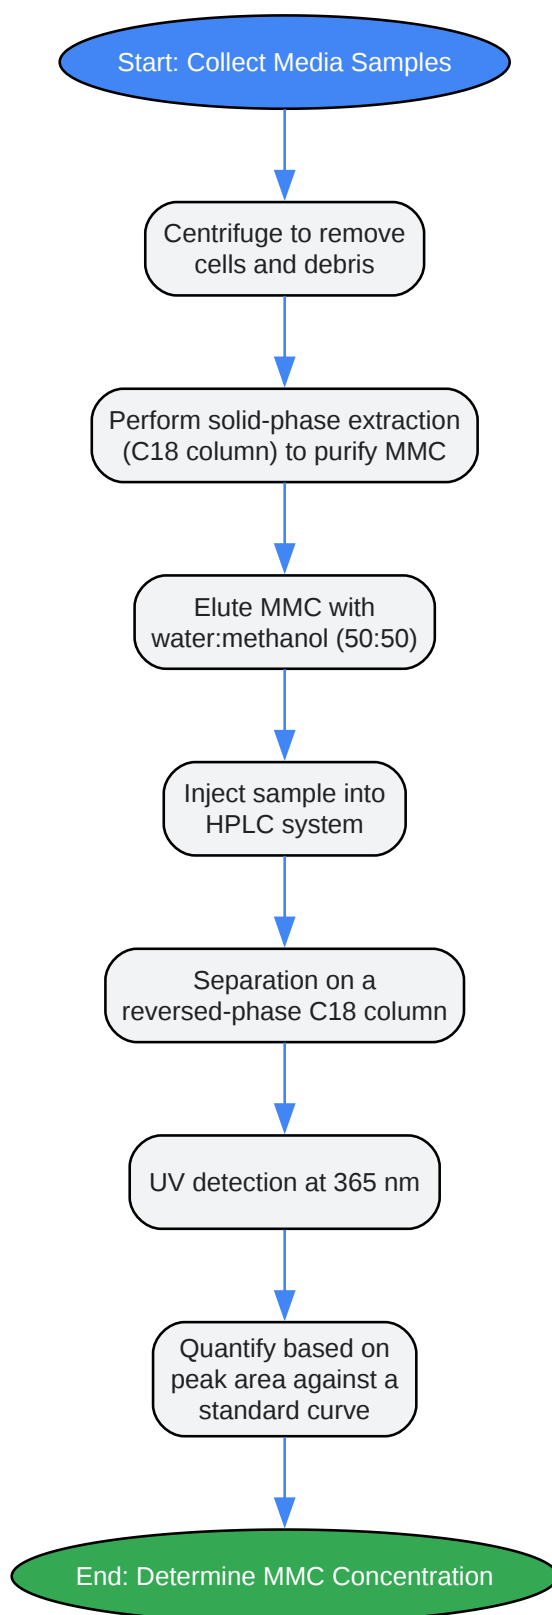 Start: Collect Media Samples
Centrifuge to remove
cells and debris
Perform solid-phase extraction
(C18 column) to purify MMC
Elute MMC with
water:methanol (50:50)
Inject sample into
HPLC system
Separation on a
reversed-phase C18 column
UV detection at 365 nm
Quantify based on
peak area against a
standard curve
End: Determine MMC Concentration